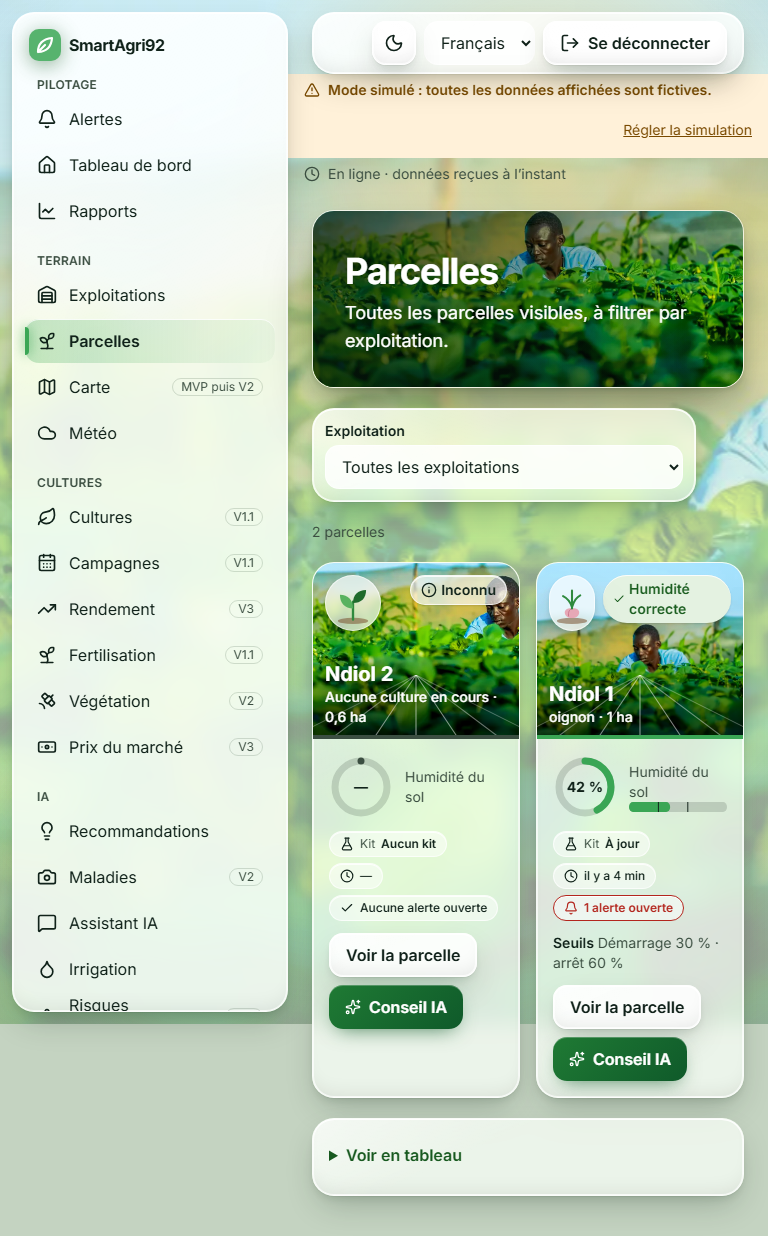 SmartAgri92
PILOTAGE
Alertes
Tableau de bord
Rapports
TERRAIN
Exploitations
Parcelles
Carte MVP puis V2
Météo
CULTURES
Cultures V1.1
Campagnes V1.1
Rendement V3
Fertilisation V1.1
Végétation V2
Prix du marché V3
IA
Recommandations
Maladies V2
Assistant IA
Irrigation
Risques
Français
Se déconnecter
Mode simulé : toutes les données affichées sont fictives.
Régler la simulation
En ligne · données reçues à l’instant
Parcelles
Toutes les parcelles visibles, à filtrer par
exploitation.
Exploitation
Toutes les exploitations
2 parcelles
Inconnu
Ndiol 2
Aucune culture en cours ·
0,6 ha
—
Humidité du
sol
Kit Aucun kit
—
Aucune alerte ouverte
Voir la parcelle
Conseil IA
Humidité
correcte
Ndiol 1
oignon · 1 ha
42 %
Humidité du
sol
Kit À jour
il y a 4 min
1 alerte ouverte
Seuils Démarrage 30 % ·
arrêt 60 %
Voir la parcelle
Conseil IA
Voir en tableau